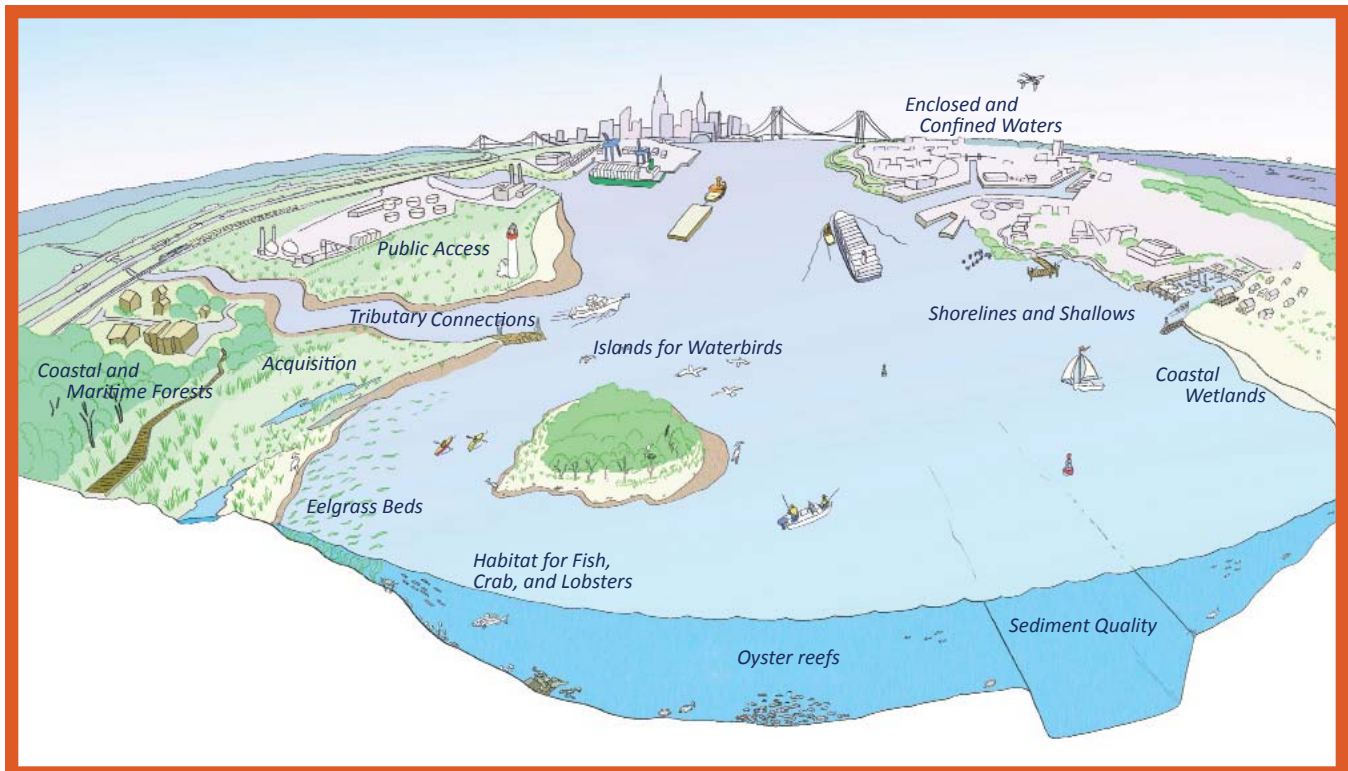 Enclosed and
Confined Waters
Public Access
Tributary Connections
Shorelines and Shallows
Islands for Waterbirds
Acquisition
Coastal and
Maritime Forests
Coastal
Wetlands
Eelgrass Beds
Habitat for Fish,
Crab, and Lobsters
Sediment Quality
Oyster reefs